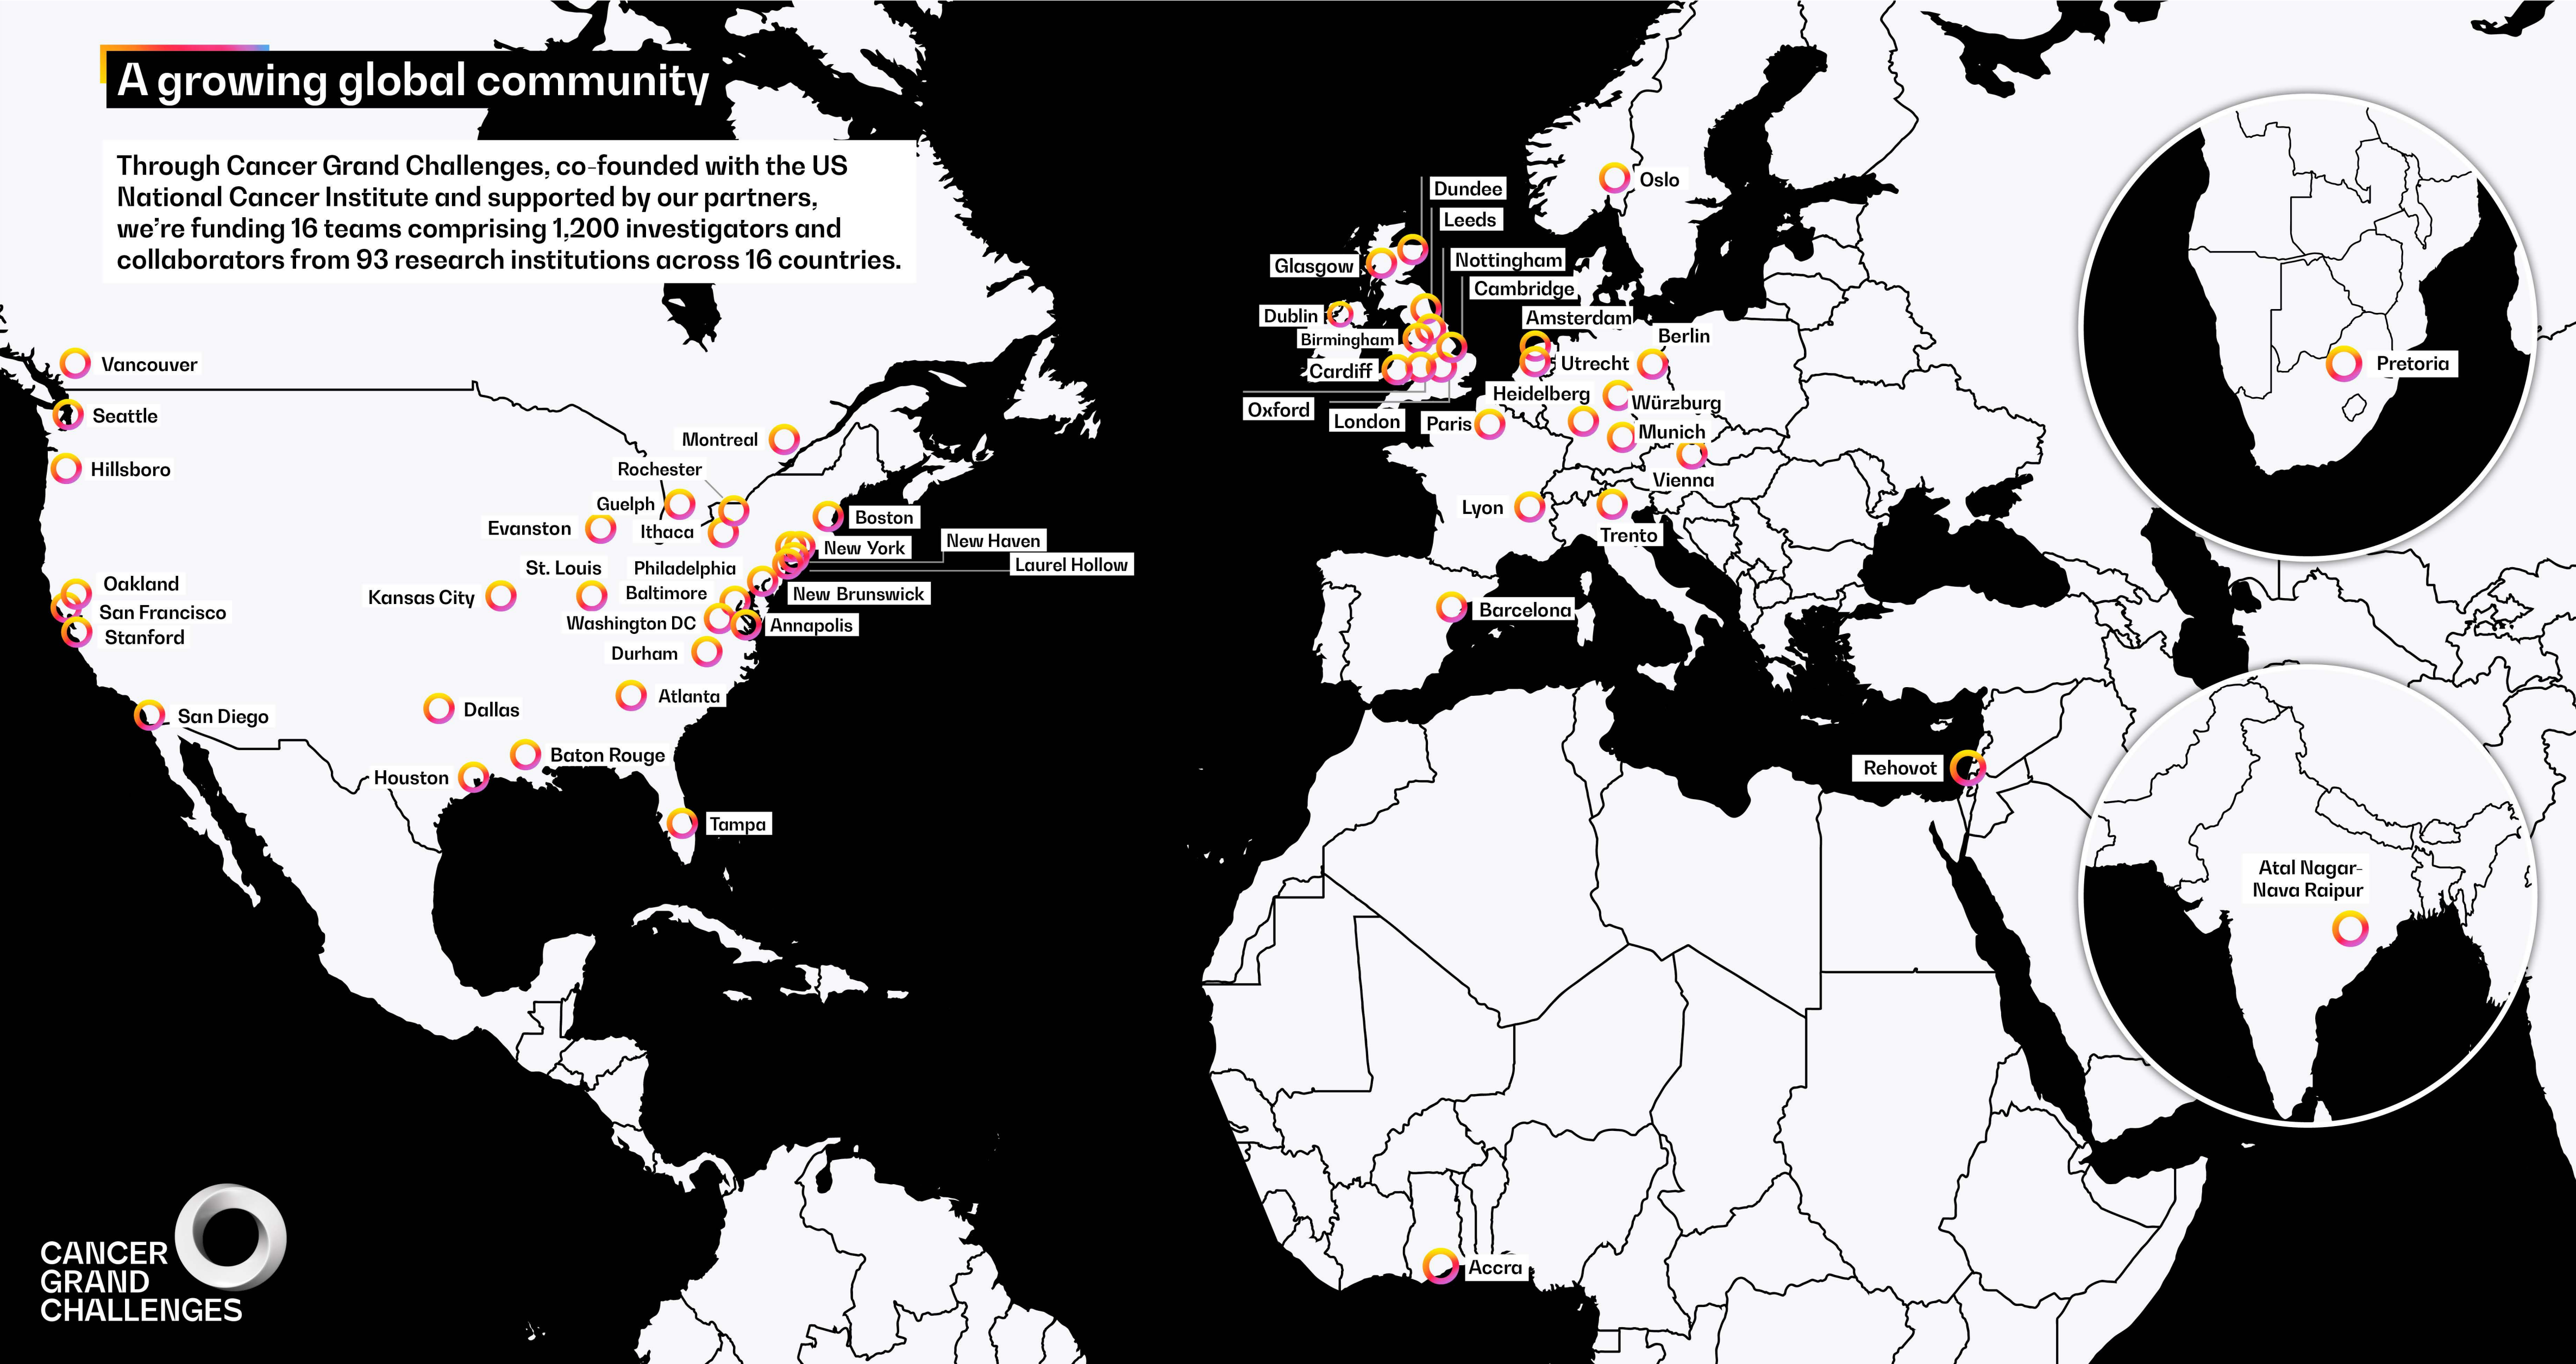 A growing global community
Through Cancer Grand Challenges, co-founded with the US
National Cancer Institute and supported by our partners,
we're funding 16 teams comprising 1,200 investigators and
collaborators from 93 research institutions across 16 countries.
Vancouver
Seattle
Hillsboro
Oakland
San Francisco
Stanford
San Diego
Montreal
Rochester
Guelph
Evanston
Ithaca
Boston
New York
New Haven
Laurel Hollow
St. Louis
Philadelphia
Kansas City
Baltimore
New Brunswick
Washington DC
Annapolis
Durham
Atlanta
Dallas
Baton Rouge
Houston
Tampa
Oslo
Dundee
Leeds
Glasgow
Nottingham
Cambridge
Dublin
Birmingham
Cardiff
Oxford
London
Amsterdam
Berlin
Utrecht
Heidelberg
Würzburg
Paris
Munich
Vienna
Lyon
Trento
Barcelona
Rehovot
Accra
Pretoria
Atal Nagar-
Nava Raipur
CANCER
GRAND
CHALLENGES